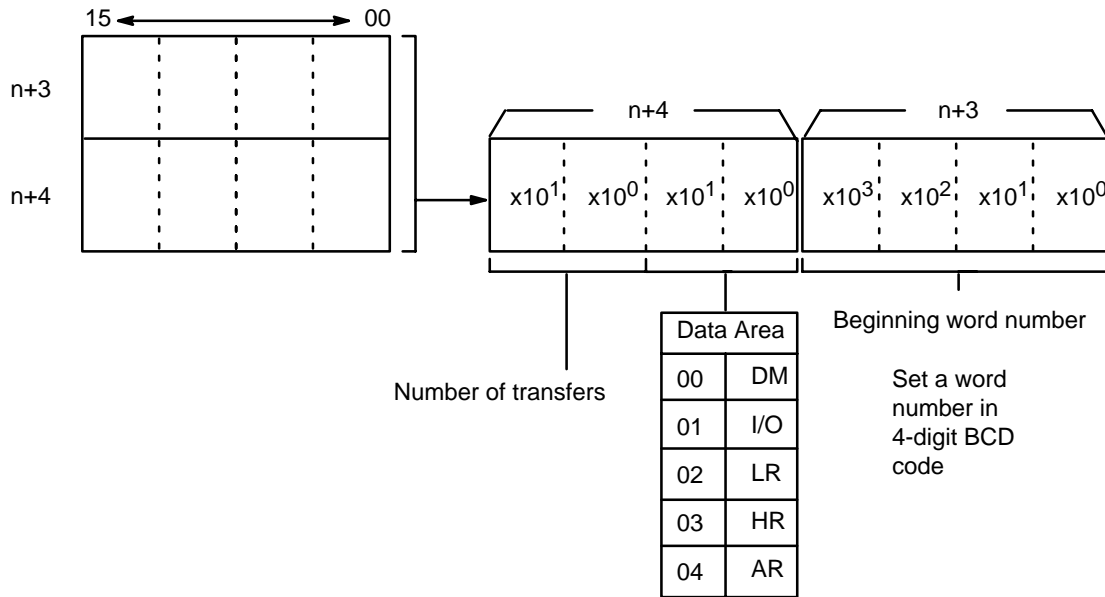 15 00
n+3
n+4
n+4 n+3
x10¹ x10⁰ x10¹ x10⁰ x10³ x10² x10¹ x10⁰
Number of transfers
Data Area
00 DM
01 I/O
02 LR
03 HR
04 AR
Beginning word number
Set a word
number in
4-digit BCD
code